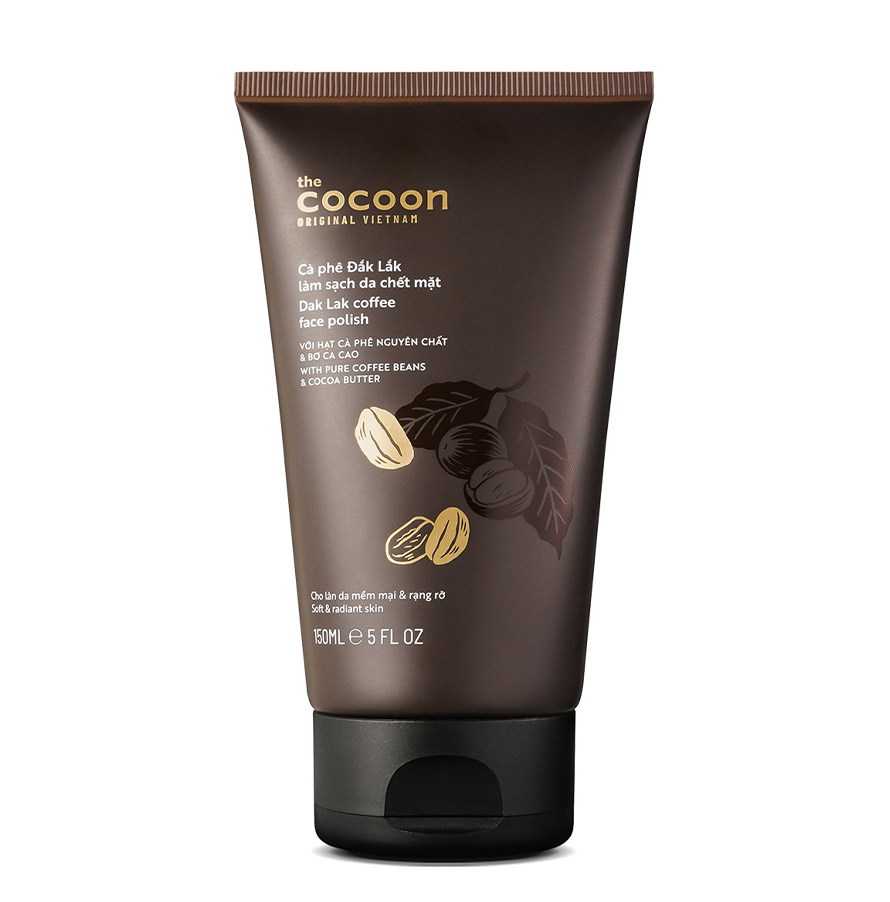 the
cocoon
ORIGINAL VIETNAM
Cà phê Đắk Lắk
làm sạch da chết mặt
Dak Lak coffee
face polish
VỚI HẠT CÀ PHÊ NGUYÊN CHẤT
& BƠ CA CAO
WITH PURE COFFEE BEANS
& COCOA BUTTER
Cho làn da mềm mại & rạng rỡ
Soft & radiant skin
150ML ℮ 5 FL OZ